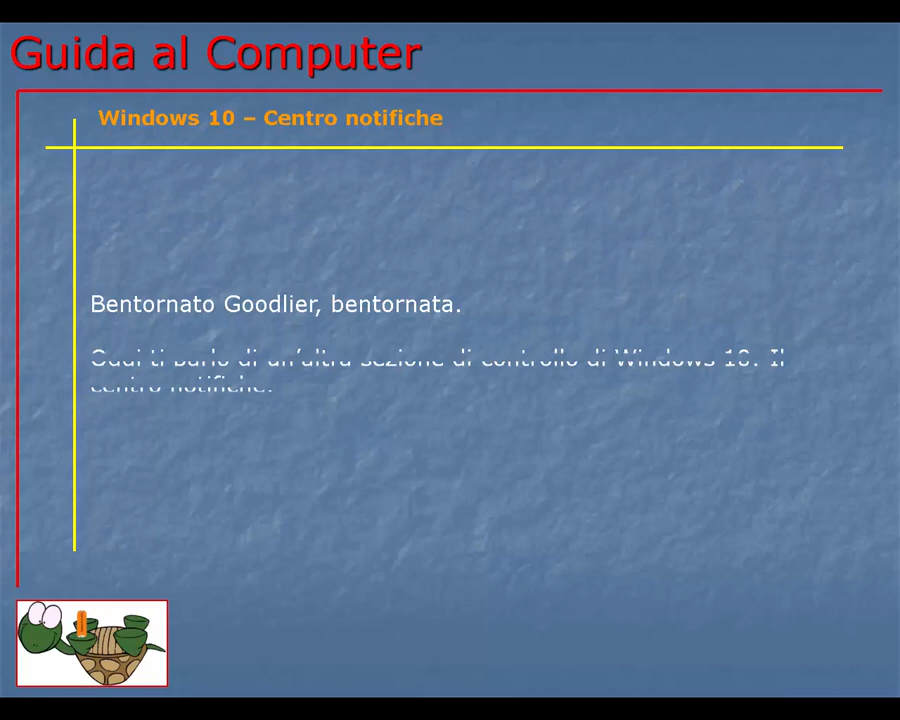 Guida al Computer
Windows 10 – Centro notifiche
Bentornato Goodlier, bentornata.
Oggi ti parlo di un'altra sezione di controllo di Windows 10. Il
centro notifiche.